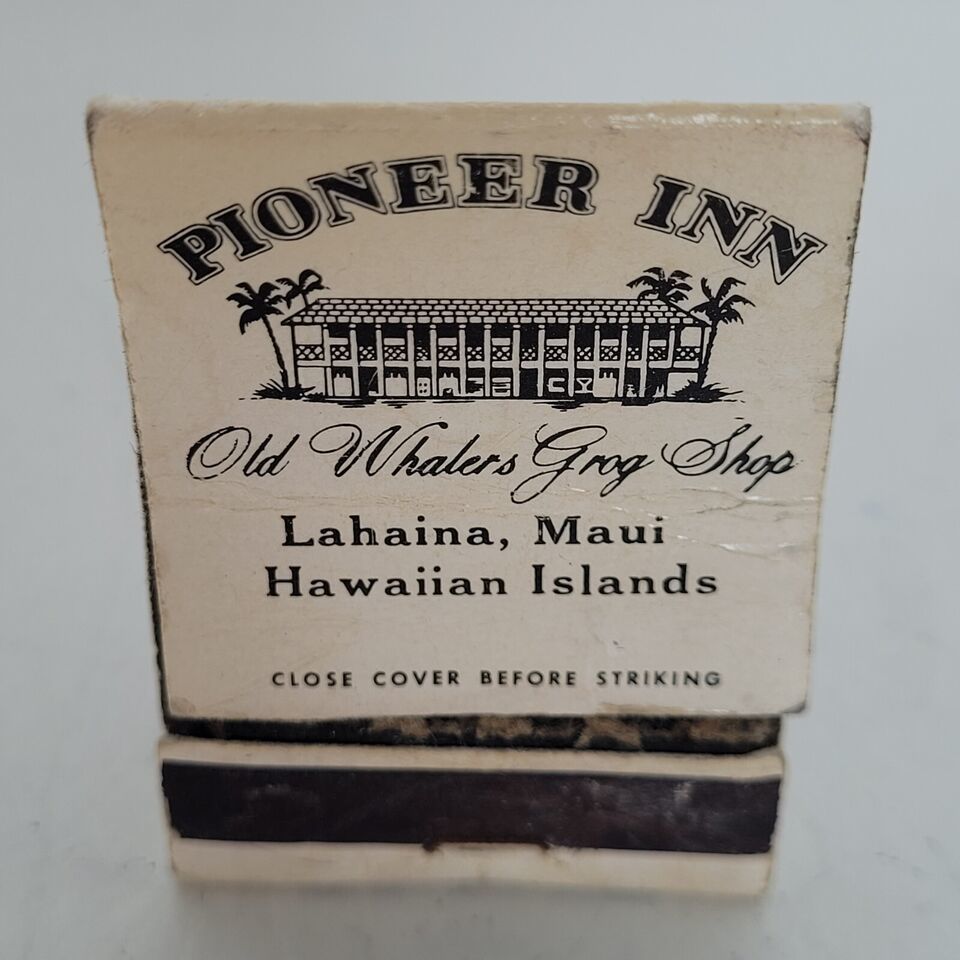 PIONEER INN
Old Whalers Grog Shop
Lahaina, Maui
Hawaiian Islands
CLOSE COVER BEFORE STRIKING